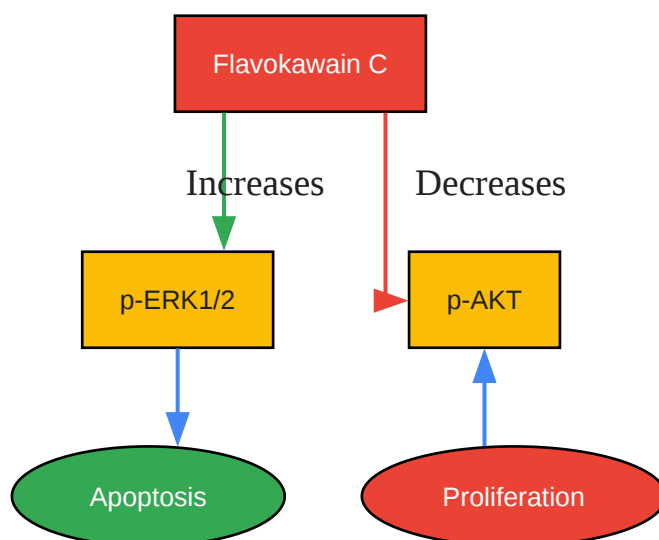 Flavokawain C
Increases
Decreases
p-ERK1/2
p-AKT
Apoptosis
Proliferation